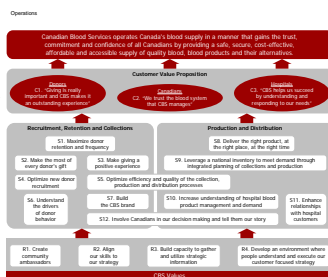 Operations
Canadian Blood Services operates Canada's blood supply in a manner that gains the trust,
commitment and confidence of all Canadians by providing a safe, secure, cost-effective,
affordable and accessible supply of quality blood, blood products and their alternatives.
Customer Value Proposition
Donors
C1. "Giving is really
important and CBS makes it
an outstanding experience"
Canadians
C2. "We trust the blood system
that CBS manages"
Hospitals
C3. "CBS helps us succeed
by understanding and
responding to our needs"
Recruitment, Retention and Collections
Production and Distribution
S1. Maximize donor
retention and frequency
S8. Deliver the right product, at
the right place, at the right time
S2. Make the most of
every donor's gift
S3. Make giving a
positive experience
S9. Leverage a national inventory to meet demand through
integrated planning of collections and production
S4. Optimize new donor
recruitment
S5. Optimize efficiency and quality of the collection,
production and distribution processes
S6. Understand
the drivers
of donor
behavior
S7. Build
the CBS brand
S10. Increase understanding of hospital blood
product management and demand
S11. Enhance
relationships
with hospital
customers
S12. Involve Canadians in our decision making and tell them our story
R1. Create
community
ambassadors
R2. Align
our skills to
our strategy
R3. Build capacity to gather
and utilize strategic
information
R4. Develop an environment where
people understand and execute our
customer focused strategy
CBS Values